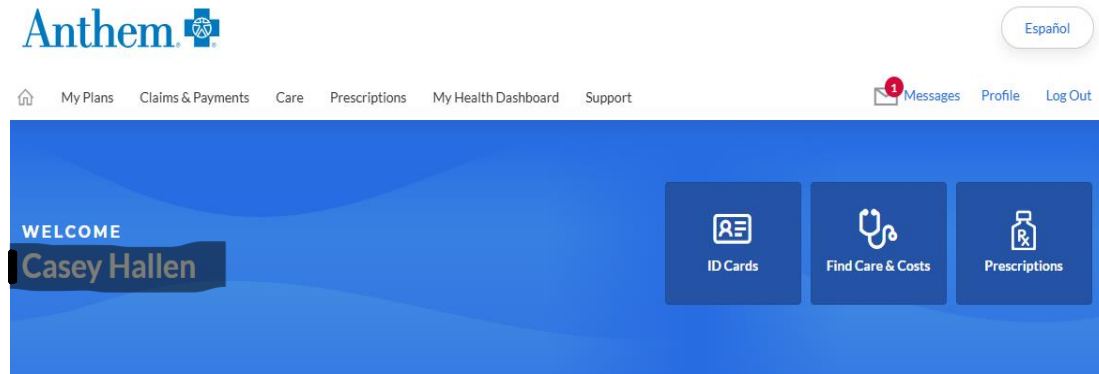 Anthem
Español
My Plans Claims & Payments Care Prescriptions My Health Dashboard Support 1 Messages Profile Log Out
WELCOME
Casey Hallen
ID Cards Find Care & Costs Rx Prescriptions